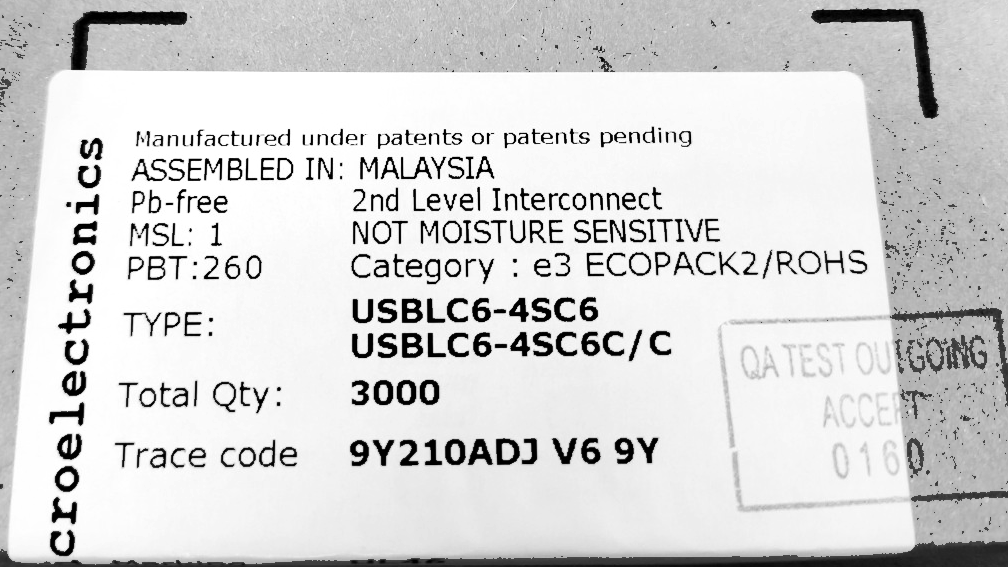 croelectronics
Manufactured under patents or patents pending
ASSEMBLED IN: MALAYSIA
Pb-free 2nd Level Interconnect
MSL: 1 NOT MOISTURE SENSITIVE
PBT:260 Category : e3 ECOPACK2/ROHS
TYPE: USBLC6-4SC6
USBLC6-4SC6C/C
Total Qty: 3000
Trace code 9Y210ADJ V6 9Y
QA TEST OUTGOING
ACCEPT
0160